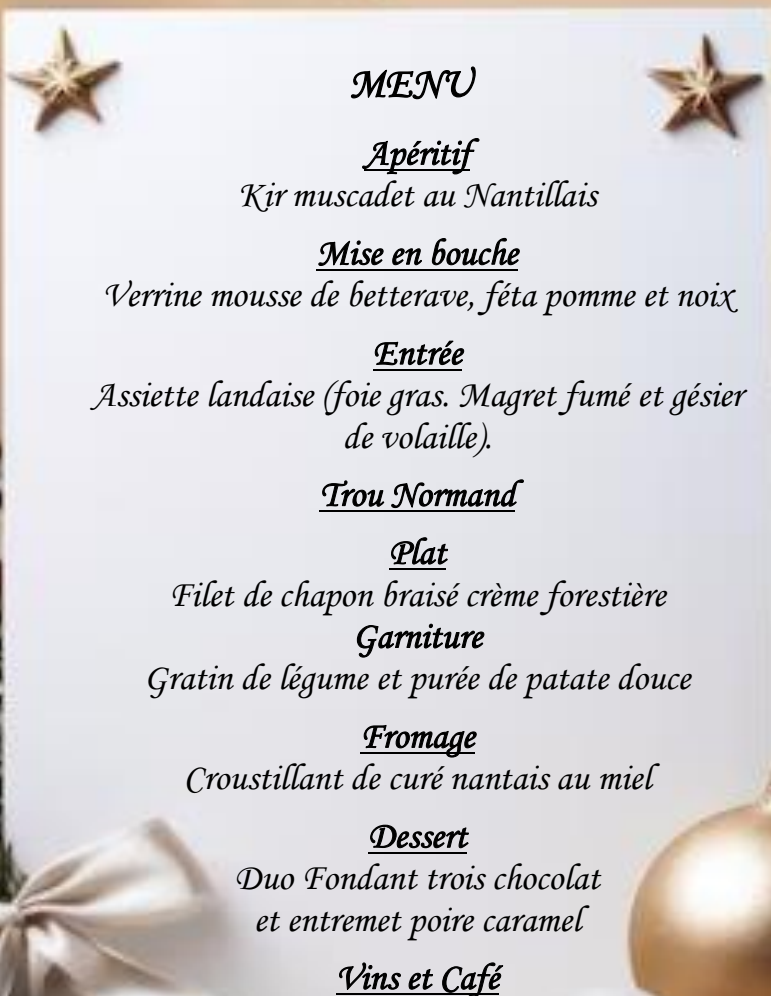 MENU
Apéritif
Kir muscadet au Nantillais
Mise en bouche
Verrine mousse de betterave, féta pomme et noix
Entrée
Assiette landaise (foie gras. Magret fumé et gésier
de volaille).
Trou Normand
Plat
Filet de chapon braisé crème forestière
Garniture
Gratin de légume et purée de patate douce
Fromage
Croustillant de curé nantais au miel
Dessert
Duo Fondant trois chocolat
et entremet poire caramel
Vins et Café